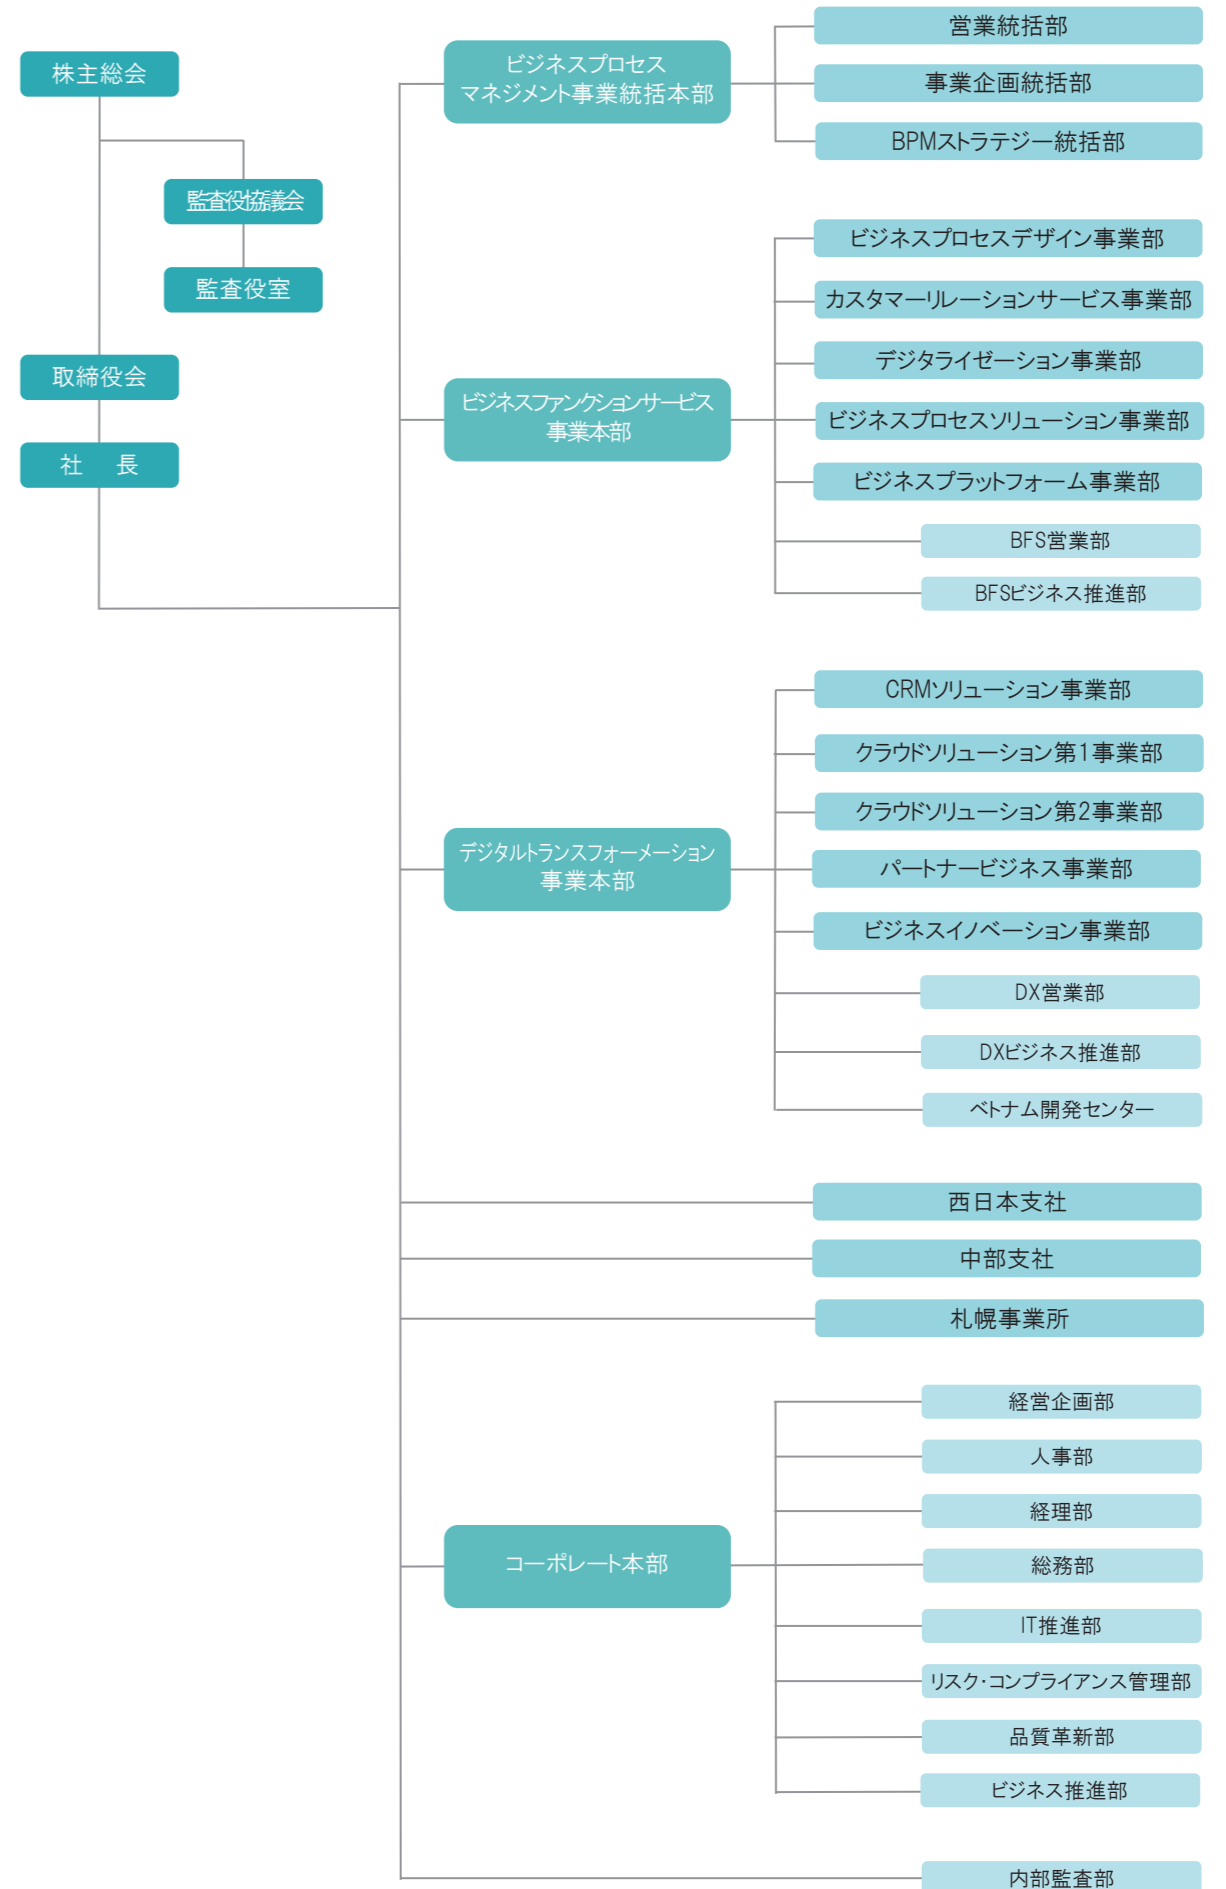 株主総会
監査役協議会
監査役室
取締役会
社　長
ビジネスプロセス
マネジメント事業統括本部
営業統括部
事業企画統括部
BPMストラテジー統括部
ビジネスファンクションサービス
事業本部
ビジネスプロセスデザイン事業部
カスタマーリレーションサービス事業部
デジタライゼーション事業部
ビジネスプロセスソリューション事業部
ビジネスプラットフォーム事業部
BFS営業部
BFSビジネス推進部
デジタルトランスフォーメーション
事業本部
CRMソリューション事業部
クラウドソリューション第1事業部
クラウドソリューション第2事業部
パートナービジネス事業部
ビジネスイノベーション事業部
DX営業部
DXビジネス推進部
ベトナム開発センター
西日本支社
中部支社
札幌事業所
コーポレート本部
経営企画部
人事部
経理部
総務部
IT推進部
リスク・コンプライアンス管理部
品質革新部
ビジネス推進部
内部監査部